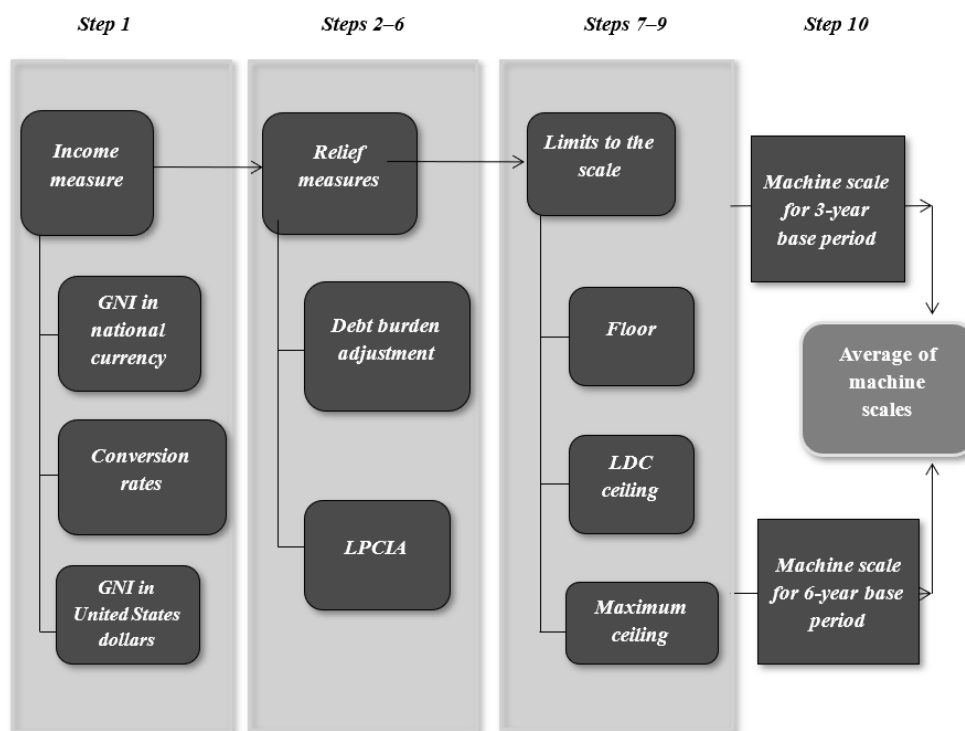 Step 1
Steps 2–6
Steps 7–9
Step 10
Income
measure
GNI in
national
currency
Conversion
rates
GNI in
United States
dollars
Relief
measures
Debt burden
adjustment
LPCIA
Limits to the
scale
Floor
LDC
ceiling
Maximum
ceiling
Machine scale
for 3-year
base period
Average of
machine
scales
Machine scale
for 6-year base
period